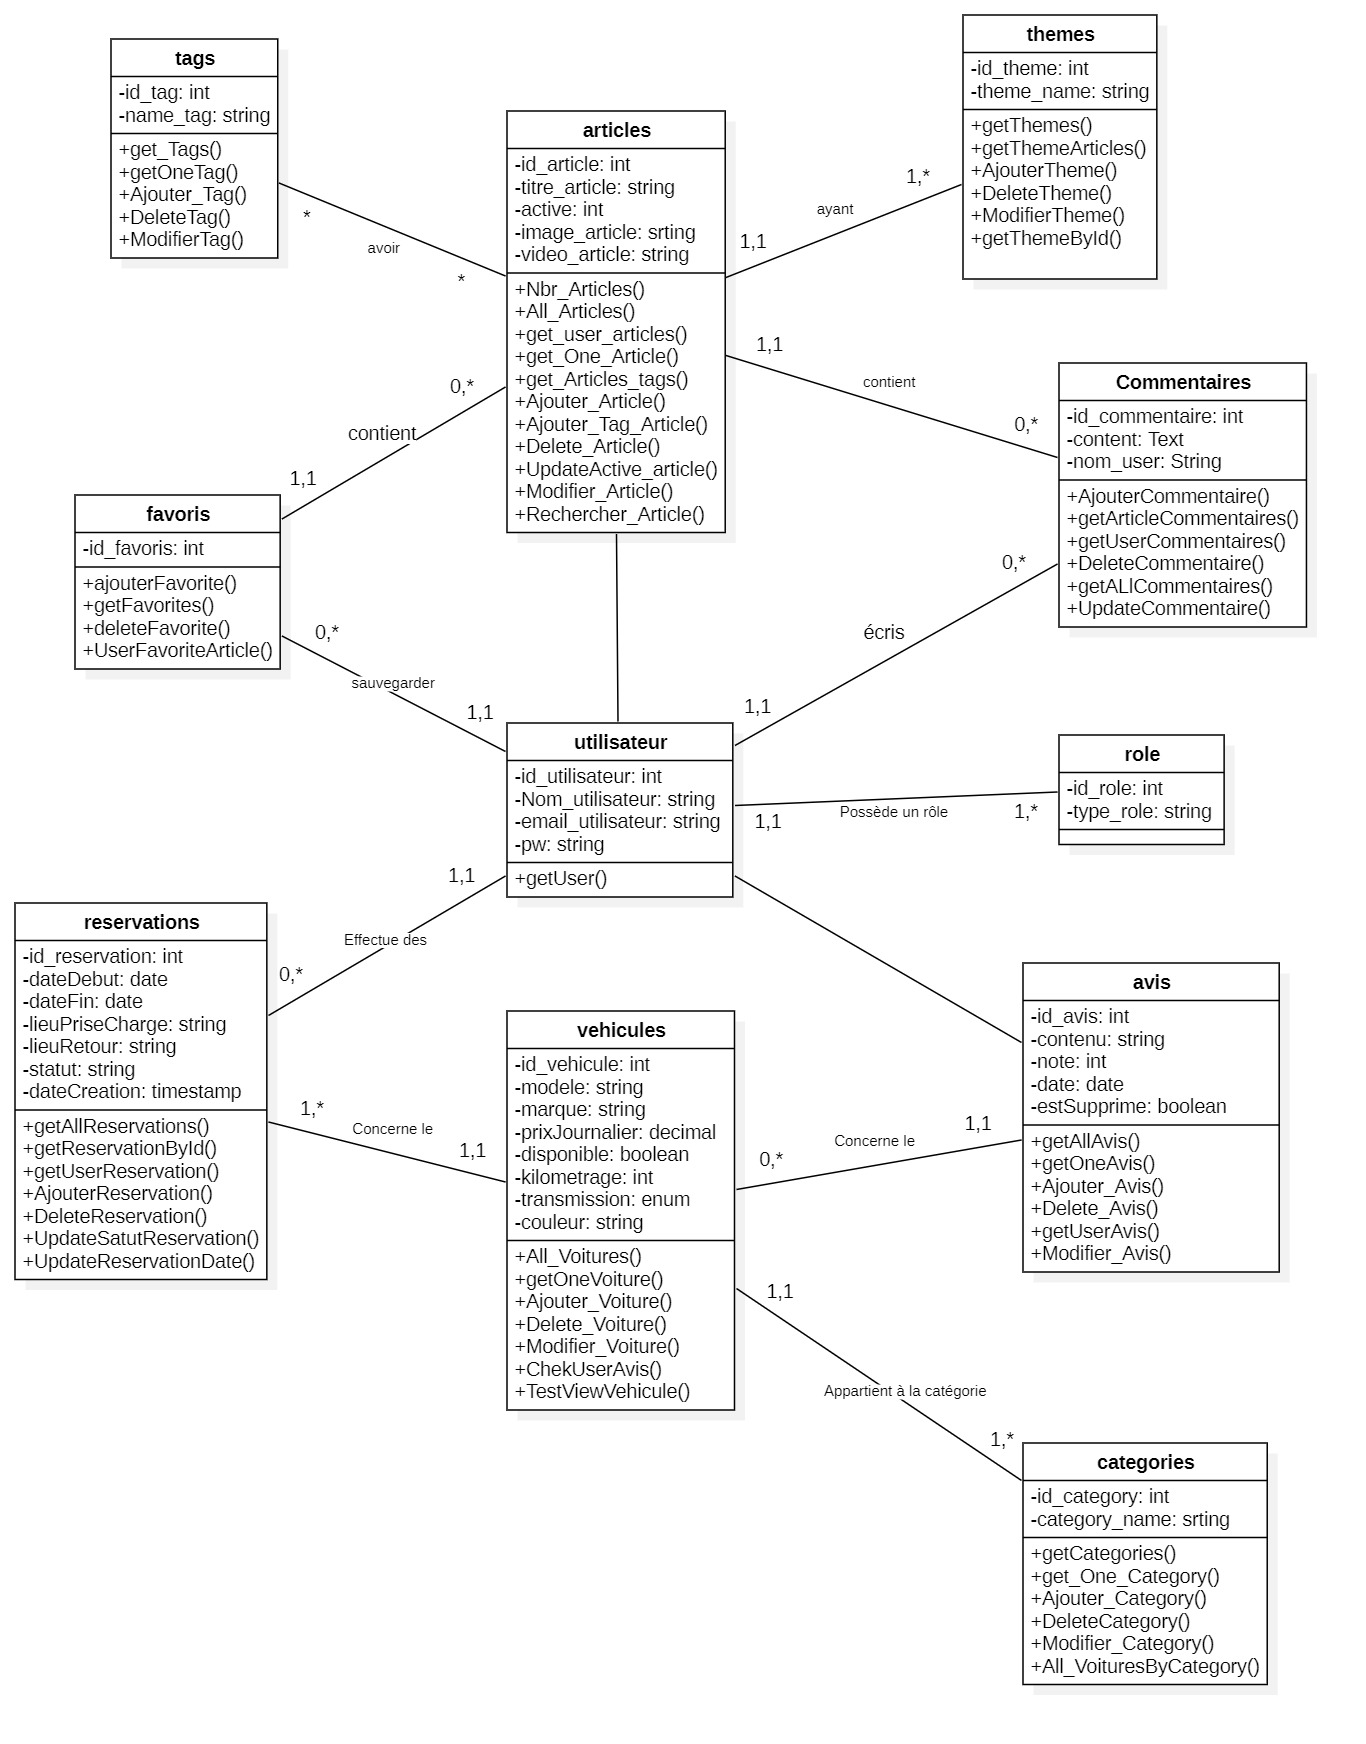 tags
-id_tag: int
-name_tag: string
+get_Tags()
+getOneTag()
+Ajouter_Tag()
+DeleteTag()
+ModifierTag()
themes
-id_theme: int
-theme_name: string
+getThemes()
+getThemeArticles()
+AjouterTheme()
+DeleteTheme()
+ModifierTheme()
+getThemeById()
articles
-id_article: int
-titre_article: string
-active: int
-image_article: srting
-video_article: string
+Nbr_Articles()
+All_Articles()
+get_user_articles()
+get_One_Article()
+get_Articles_tags()
+Ajouter_Article()
+Ajouter_Tag_Article()
+Delete_Article()
+UpdateActive_article()
+Modifier_Article()
+Rechercher_Article()
*
avoir
*
1,*
ayant
1,1
1,1
contient
0,*
Commentaires
-id_commentaire: int
-content: Text
-nom_user: String
+AjouterCommentaire()
+getArticleCommentaires()
+getUserCommentaires()
+DeleteCommentaire()
+getALlCommentaires()
+UpdateCommentaire()
0,*
contient
1,1
favoris
-id_favoris: int
+ajouterFavorite()
+getFavorites()
+deleteFavorite()
+UserFavoriteArticle()
0,*
sauvegarder
1,1
0,*
écris
1,1
utilisateur
-id_utilisateur: int
-Nom_utilisateur: string
-email_utilisateur: string
-pw: string
+getUser()
role
-id_role: int
-type_role: string
1,1
Possède un rôle
1,*
1,1
Effectue des
0,*
reservations
-id_reservation: int
-dateDebut: date
-dateFin: date
-lieuPriseCharge: string
-lieuRetour: string
-statut: string
-dateCreation: timestamp
+getAllReservations()
+getReservationById()
+getUserReservation()
+AjouterReservation()
+DeleteReservation()
+UpdateSatutReservation()
+UpdateReservationDate()
1,*
Concerne le
1,1
vehicules
-id_vehicule: int
-modele: string
-marque: string
-prixJournalier: decimal
-disponible: boolean
-kilometrage: int
-transmission: enum
-couleur: string
+All_Voitures()
+getOneVoiture()
+Ajouter_Voiture()
+Delete_Voiture()
+Modifier_Voiture()
+ChekUserAvis()
+TestViewVehicule()
avis
-id_avis: int
-contenu: string
-note: int
-date: date
-estSupprime: boolean
+getAllAvis()
+getOneAvis()
+Ajouter_Avis()
+Delete_Avis()
+getUserAvis()
+Modifier_Avis()
1,1
Concerne le
0,*
1,1
Appartient à la catégorie
1,*
categories
-id_category: int
-category_name: srting
+getCategories()
+get_One_Category()
+Ajouter_Category()
+DeleteCategory()
+Modifier_Category()
+All_VoituresByCategory()